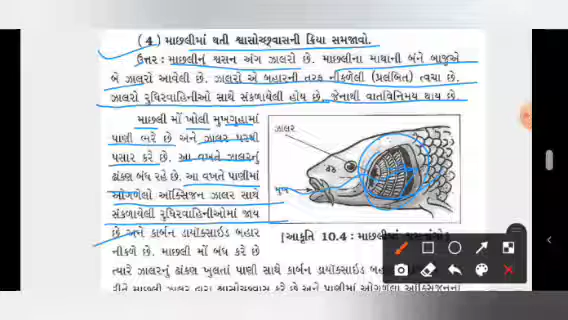 (4) માછલીમાં થતી શ્વાસોચ્છ્વાસની ક્રિયા સમજાવો.
ઉત્તર : માછલીનું શ્વસન અંગ ઝાલરો છે. માછલીના માથાની બંને બાજુએ
બે ઝાલરો આવેલી છે. ઝાલરો એ બહારની તરફ નીકળેલી (પ્રલંબિત) ત્વચા છે.
ઝાલરો રુધિરવાહિનીઓ સાથે સંકળાયેલી હોય છે. જેનાથી વાતવિનિમય થાય છે.
માછલી મોં ખોલી મુખગુહામાં
પાણી ભરે છે અને ઝાલર પરથી
પસાર કરે છે. આ વખતે ઝાલરનું
ઢાંકણ બંધ રહે છે. આ વખતે પાણીમાં
ઓગળેલો ઑક્સિજન ઝાલર સાથે
સંકળાયેલી રુધિરવાહિનીઓમાં જાય
છે અને કાર્બન ડાયૉક્સાઇડ બહાર
નીકળે છે. માછલી મોં બંધ કરે છે
ત્યારે ઝાલરનું ઢાંકણ ખુલતાં પાણી સાથે કાર્બન ડાયૉક્સાઇડ
ઝાલર
મુખ
[આકૃતિ 10.4 : માછલીમાં